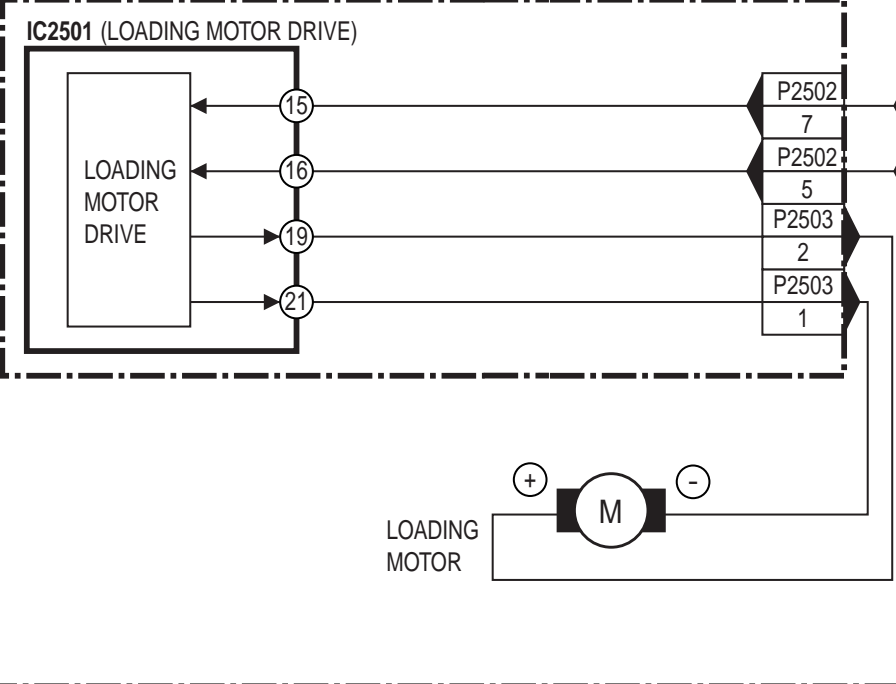 IC2501 (LOADING MOTOR DRIVE)
LOADING
MOTOR
DRIVE
15
16
19
21
P2502
7
P2502
5
P2503
2
P2503
1
+
-
M
LOADING
MOTOR